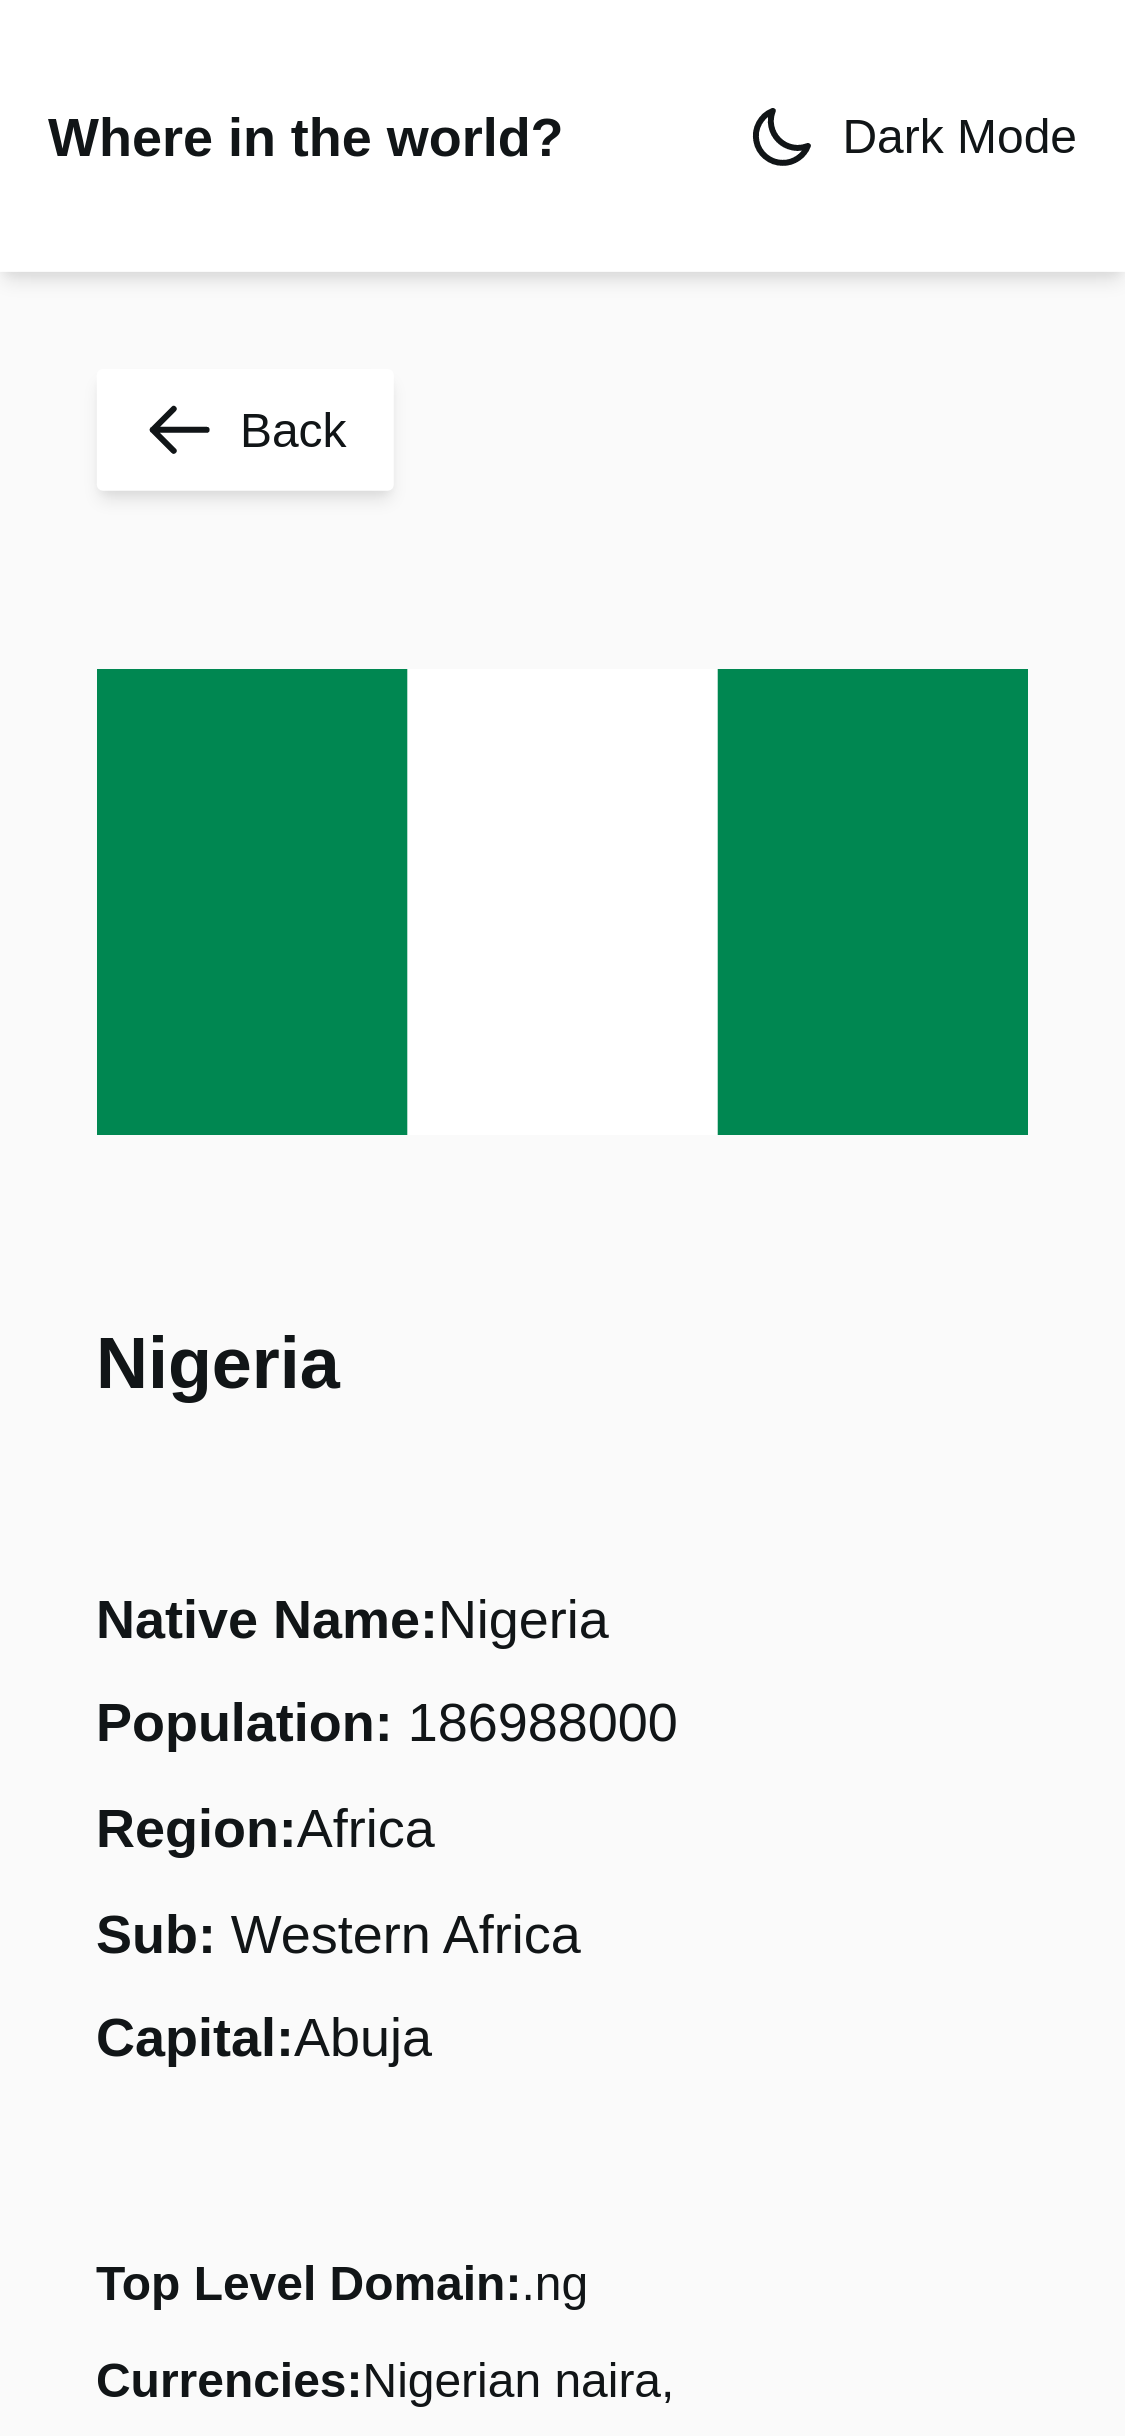 Where in the world?
Dark Mode
Back
Nigeria
Native Name:Nigeria
Population: 186988000
Region:Africa
Sub: Western Africa
Capital:Abuja
Top Level Domain:.ng
Currencies:Nigerian naira,